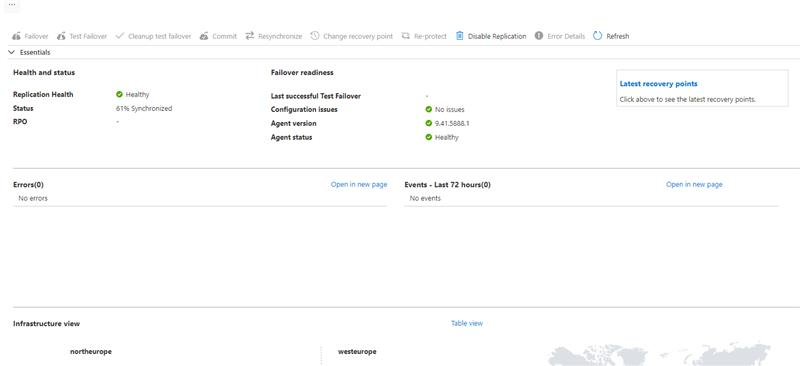 ...
Failover Test Failover Cleanup test failover Commit Resynchronize Change recovery point Re-protect Disable Replication Error Details Refresh
Essentials
Health and status
Replication Health Healthy
Status 61% Synchronized
RPO -
Failover readiness
Last successful Test Failover -
Configuration issues No issues
Agent version 9.41.5888.1
Agent status Healthy
Latest recovery points
Click above to see the latest recovery points.
Errors(0) Open in new page
No errors
Events - Last 72 hours(0) Open in new page
No events
Infrastructure view Table view
northeurope westeurope